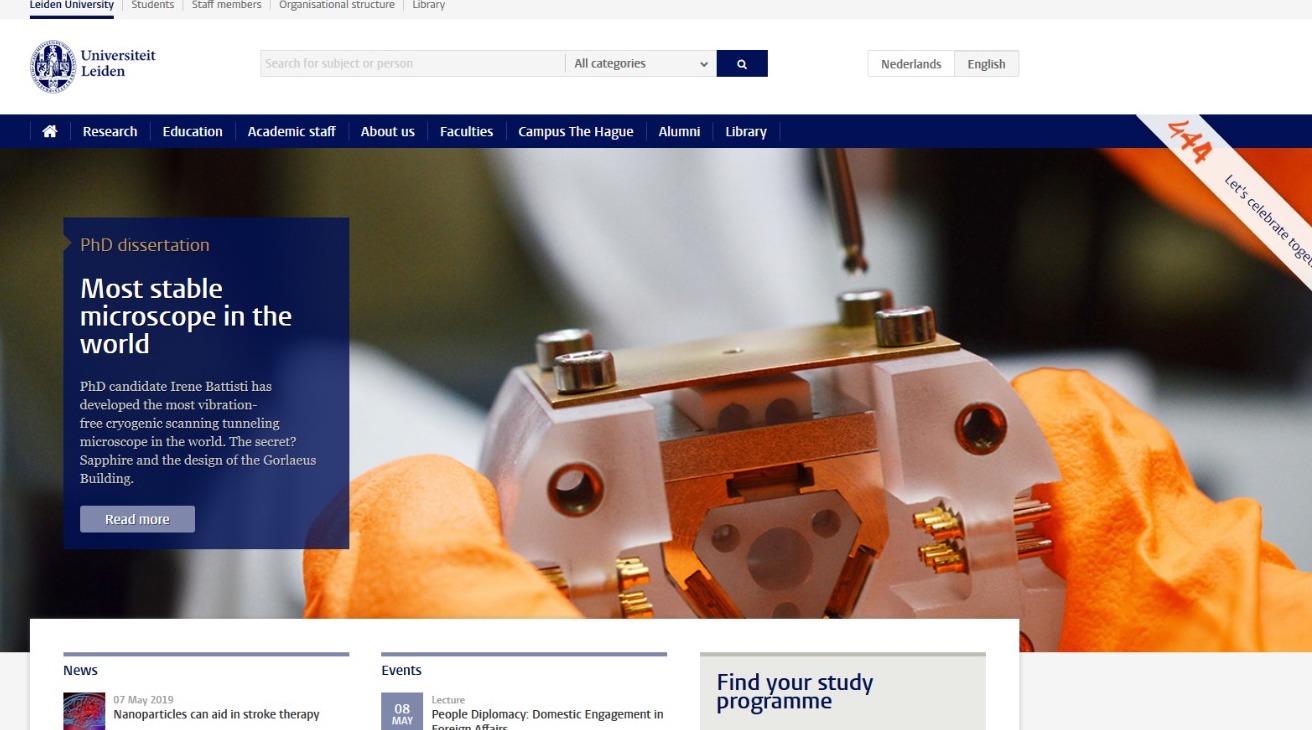 Leiden University Students Staff members Organisational structure Library
Universiteit
Leiden
Search for subject or person All categories
Nederlands English
Research Education Academic staff About us Faculties Campus The Hague Alumni Library
444
Let's celebrate
PhD dissertation
Most stable
microscope in the
world
PhD candidate Irene Battisti has
developed the most vibration-
free cryogenic scanning tunneling
microscope in the world. The secret?
Sapphire and the design of the Gorlaeus
Building.
Read more
News
07 May 2019
Nanoparticles can aid in stroke therapy
Events
08
MAY
Lecture
People Diplomacy: Domestic Engagement in
Foreign Affairs
Find your study
programme